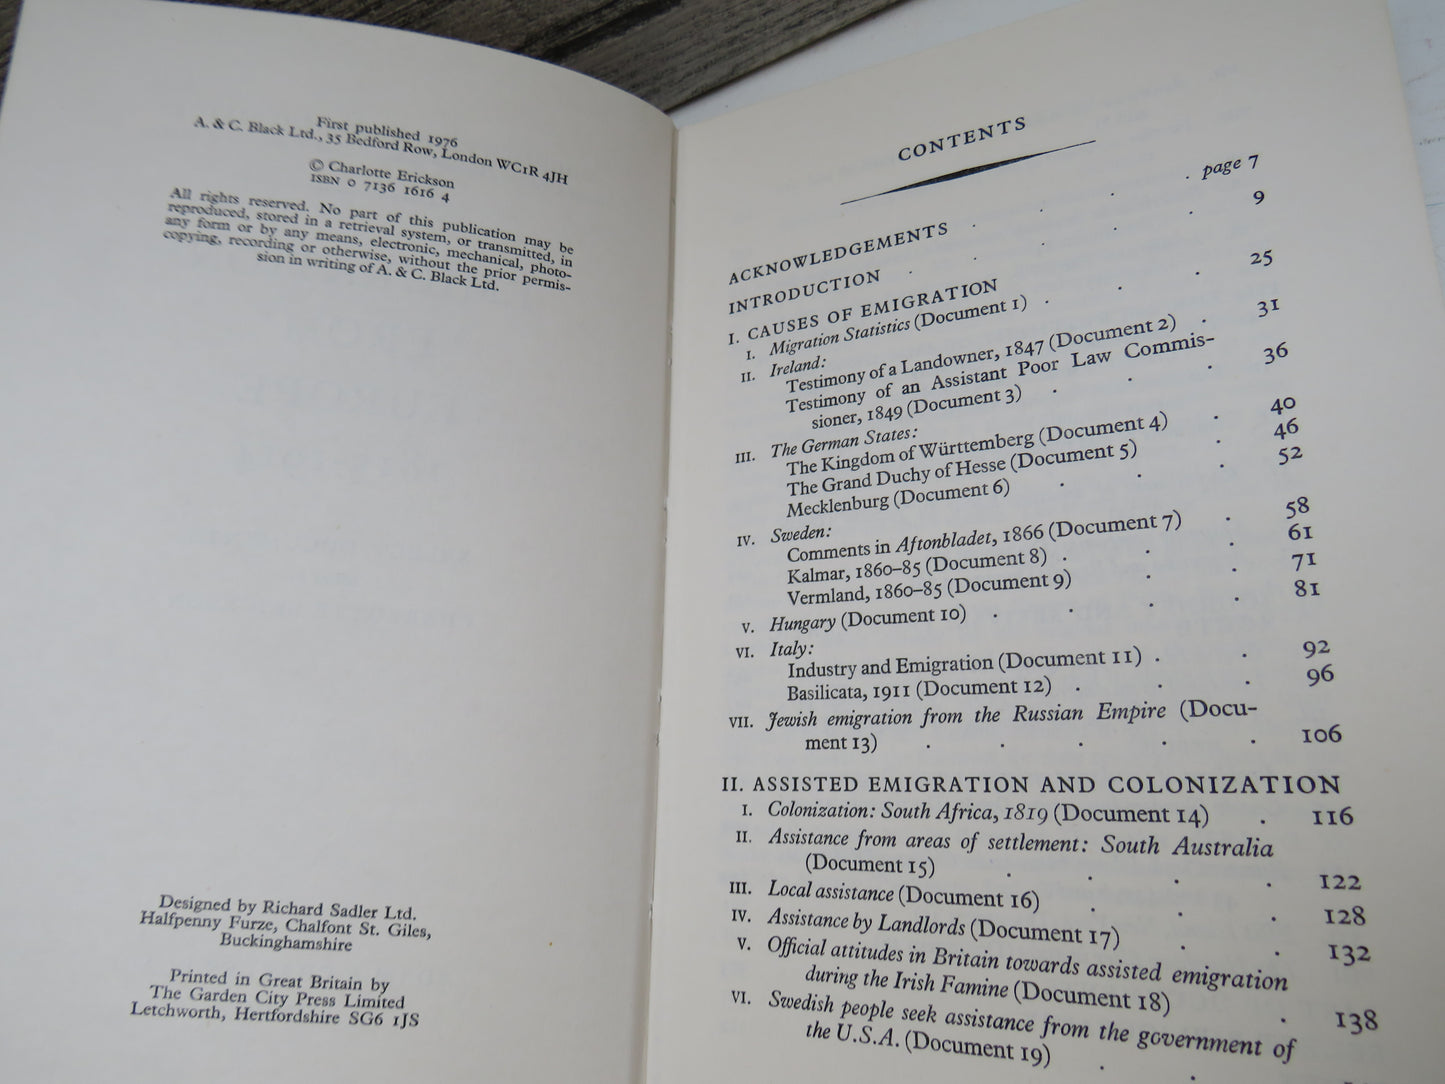 First published 1976
A. & C. Black Ltd., 35 Bedford Row, London WC1R 4JH
© Charlotte Erickson
ISBN 0 7136 1616 4
All rights reserved. No part of this publication may be
reproduced, stored in a retrieval system, or transmitted, in
any form or by any means, electronic, mechanical, photo-
copying, recording or otherwise, without the prior permis-
sion in writing of A. & C. Black Ltd.
Designed by Richard Sadler Ltd.
Halfpenny Furze, Chalfont St. Giles,
Buckinghamshire
Printed in Great Britain by
The Garden City Press Limited
Letchworth, Hertfordshire SG6 1JS
CONTENTS
ACKNOWLEDGEMENTS . . . . page 7
INTRODUCTION . . . . . 9
I. CAUSES OF EMIGRATION
I. Migration Statistics (Document 1) . . . 25
II. Ireland:
Testimony of a Landowner, 1847 (Document 2) . 31
Testimony of an Assistant Poor Law Commis-
sioner, 1849 (Document 3) . . . 36
III. The German States:
The Kingdom of Württemberg (Document 4) . 40
The Grand Duchy of Hesse (Document 5) . 46
Mecklenburg (Document 6) . . . 52
IV. Sweden:
Comments in Aftonbladet, 1866 (Document 7) . 58
Kalmar, 1860–85 (Document 8) . . . 61
Vermland, 1860–85 (Document 9) . . 71
V. Hungary (Document 10) . . . . 81
VI. Italy:
Industry and Emigration (Document 11) . . 92
Basilicata, 1911 (Document 12) . . . 96
VII. Jewish emigration from the Russian Empire (Docu-
ment 13) . . . . . 106
II. ASSISTED EMIGRATION AND COLONIZATION
I. Colonization: South Africa, 1819 (Document 14) . 116
II. Assistance from areas of settlement: South Australia
(Document 15) . . . . 122
III. Local assistance (Document 16) . . . 128
IV. Assistance by Landlords (Document 17) . . 132
V. Official attitudes in Britain towards assisted emigration
during the Irish Famine (Document 18) . 138
VI. Swedish people seek assistance from the government of
the U.S.A. (Document 19) . .